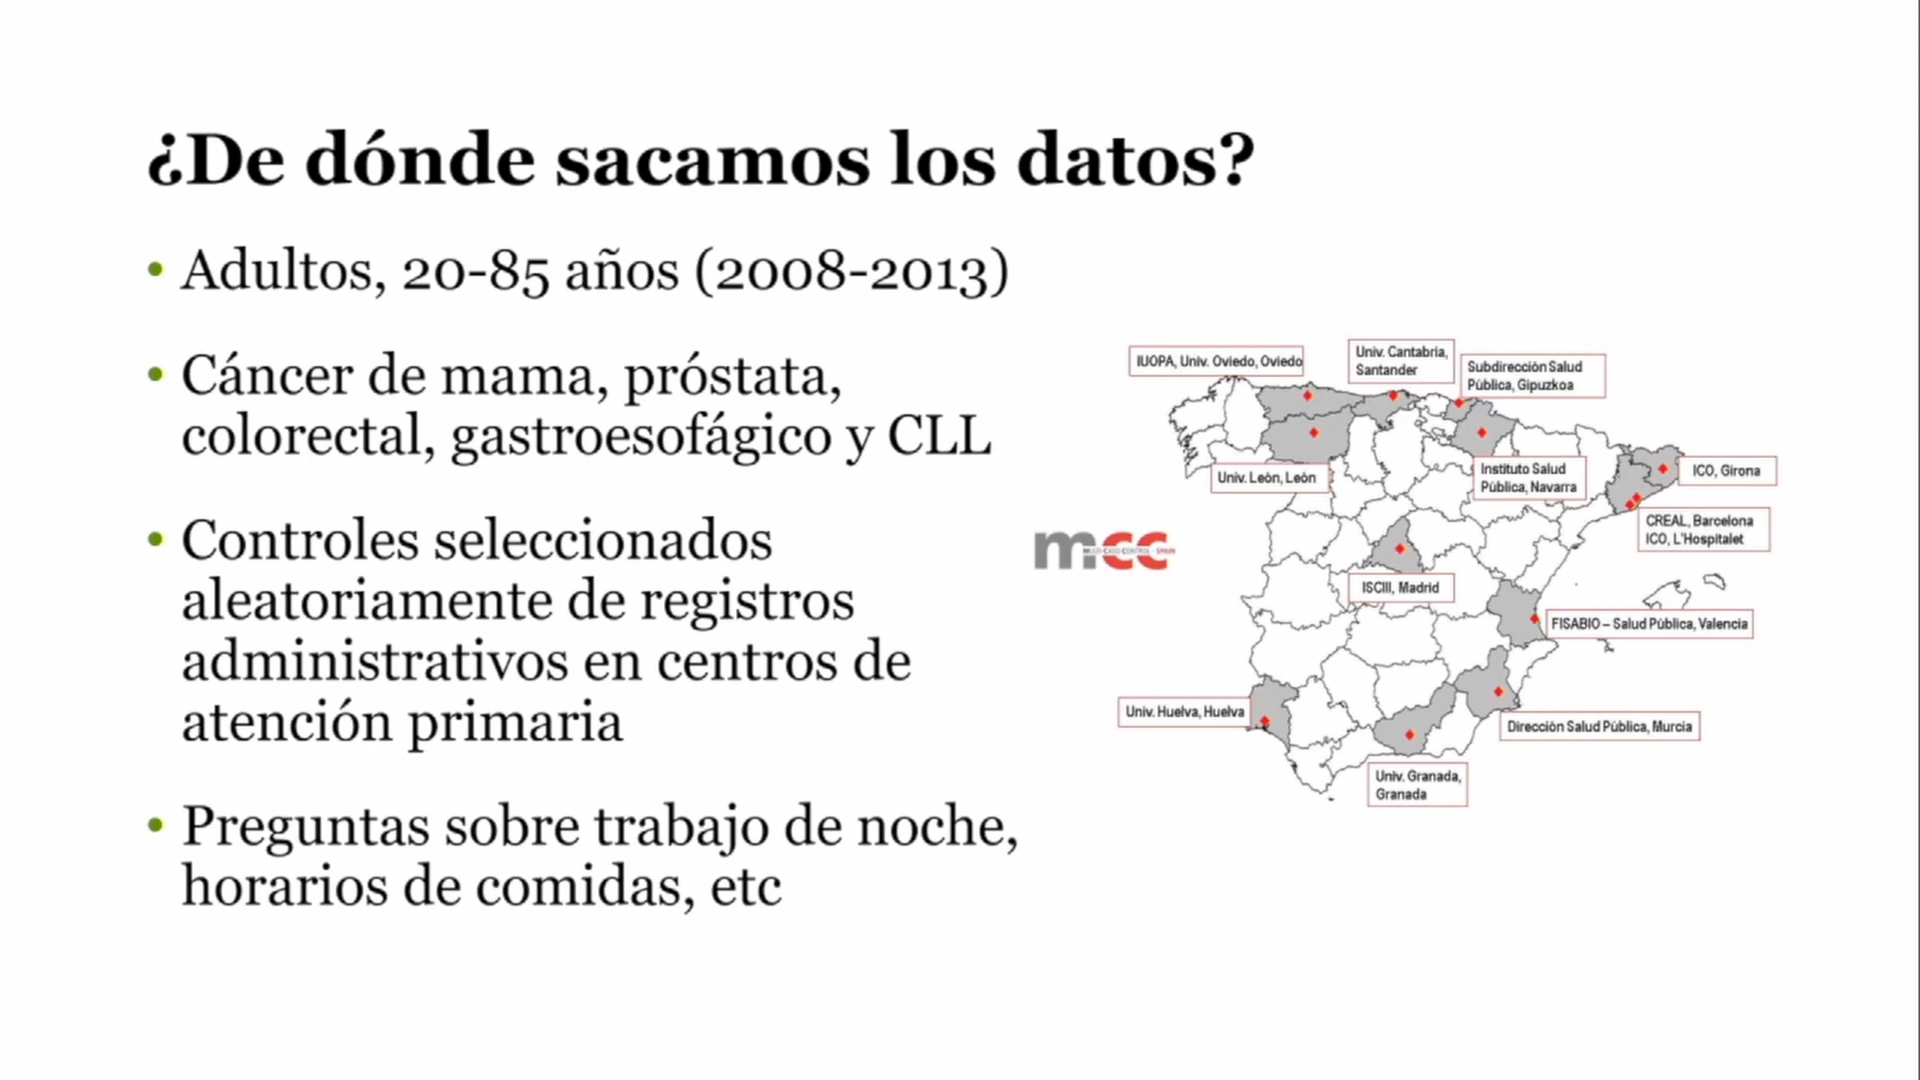 ¿De dónde sacamos los datos?
• Adultos, 20-85 años (2008-2013)
• Cáncer de mama, próstata,
colorectal, gastroesofágico y CLL
• Controles seleccionados
aleatoriamente de registros
administrativos en centros de
atención primaria
• Preguntas sobre trabajo de noche,
horarios de comidas, etc
mcc
MULTI-CASO CONTROL - SPAIN
IUOPA, Univ. Oviedo, Oviedo
Univ. Cantabria,
Santander
Subdirección Salud
Pública, Gipuzkoa
Univ. León, León
Instituto Salud
Pública, Navarra
ICO, Girona
CREAL, Barcelona
ICO, L'Hospitalet
ISCIII, Madrid
FISABIO – Salud Pública, Valencia
Univ. Huelva, Huelva
Dirección Salud Pública, Murcia
Univ. Granada,
Granada